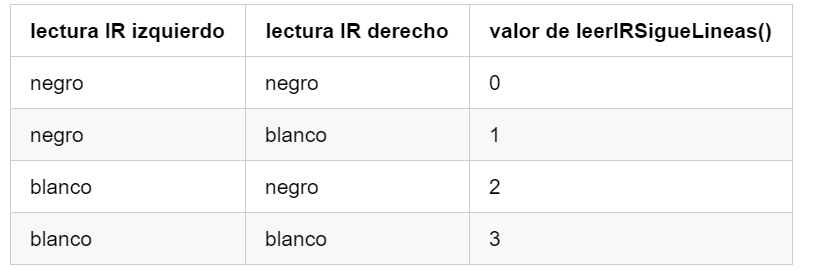 lectura IR izquierdo lectura IR derecho valor de leerIRSigueLineas()
negro negro 0
negro blanco 1
blanco negro 2
blanco blanco 3